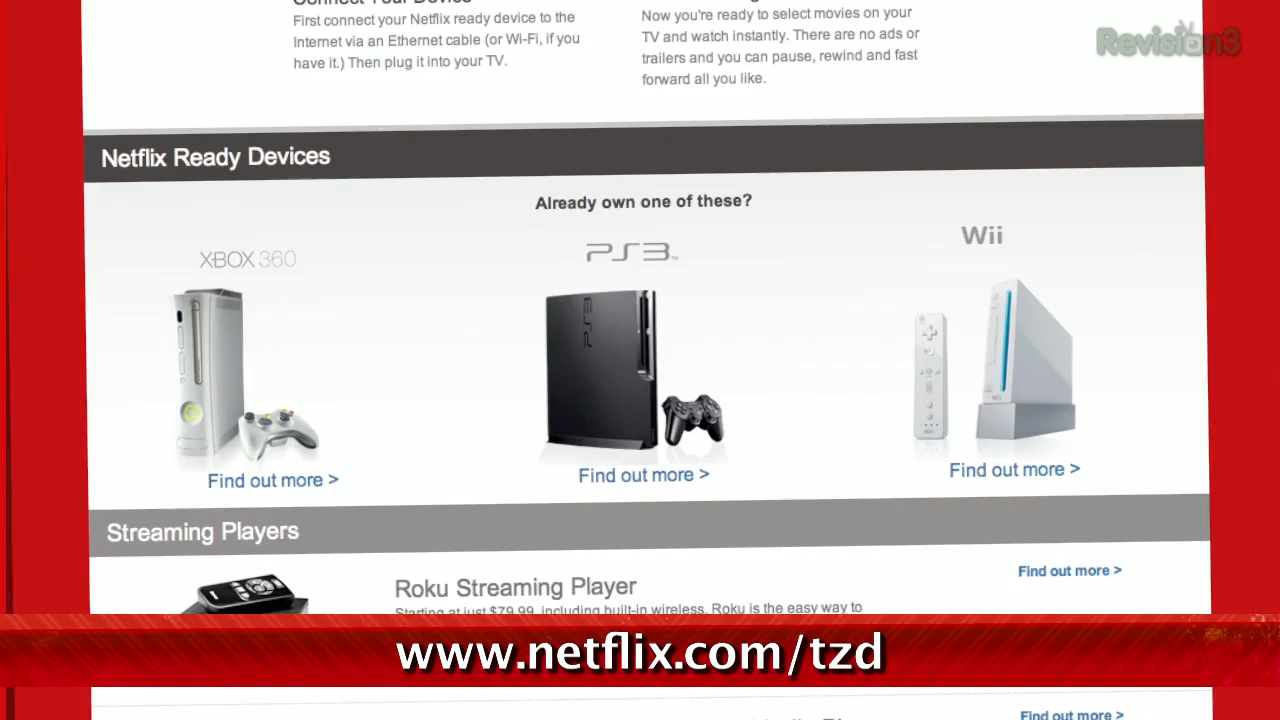 Connect Your Device
First connect your Netflix ready device to the
Internet via an Ethernet cable (or Wi-Fi, if you
have it.) Then plug it into your TV.
Now you're ready to select movies on your
TV and watch instantly. There are no ads or
trailers and you can pause, rewind and fast
forward all you like.
Revision3
Netflix Ready Devices
Already own one of these?
XBOX 360
PS3
Wii
Find out more >
Find out more >
Find out more >
Streaming Players
Roku Streaming Player
Find out more >
Starting at just $79.99, including built-in wireless, Roku is the easy way to
www.netflix.com/tzd
Find out more >